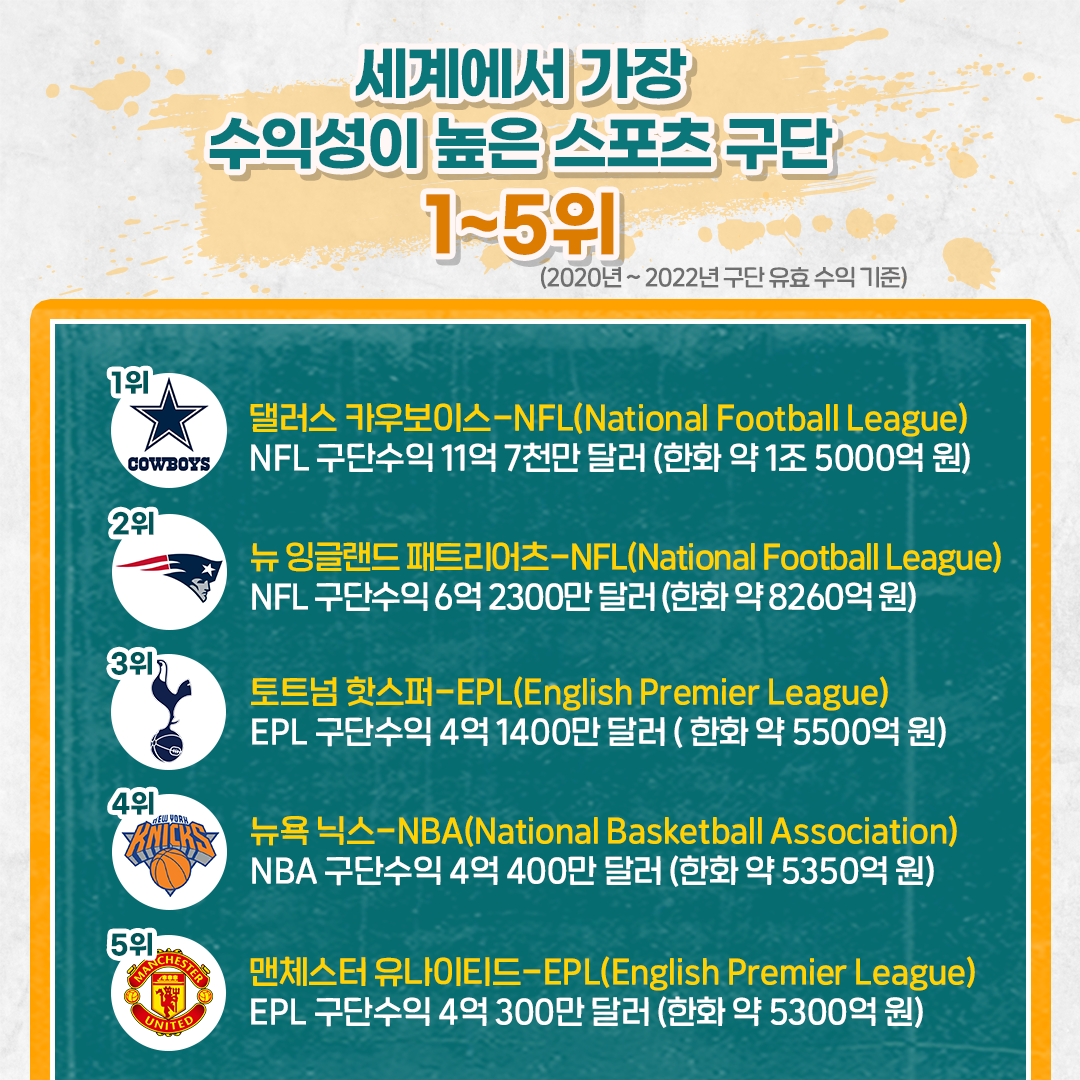 세계에서 가장
수익성이 높은 스포츠 구단
1~5위
(2020년 ~ 2022년 구단 유효 수익 기준)
1위
COWBOYS
댈러스 카우보이스-NFL(National Football League)
NFL 구단수익 11억 7천만 달러 (한화 약 1조 5000억 원)
2위
뉴 잉글랜드 패트리어츠-NFL(National Football League)
NFL 구단수익 6억 2300만 달러 (한화 약 8260억 원)
3위
토트넘 핫스퍼-EPL(English Premier League)
EPL 구단수익 4억 1400만 달러 ( 한화 약 5500억 원)
4위
NEW YORK
KNICKS
뉴욕 닉스-NBA(National Basketball Association)
NBA 구단수익 4억 400만 달러 (한화 약 5350억 원)
5위
MANCHESTER
UNITED
맨체스터 유나이티드-EPL(English Premier League)
EPL 구단수익 4억 300만 달러 (한화 약 5300억 원)